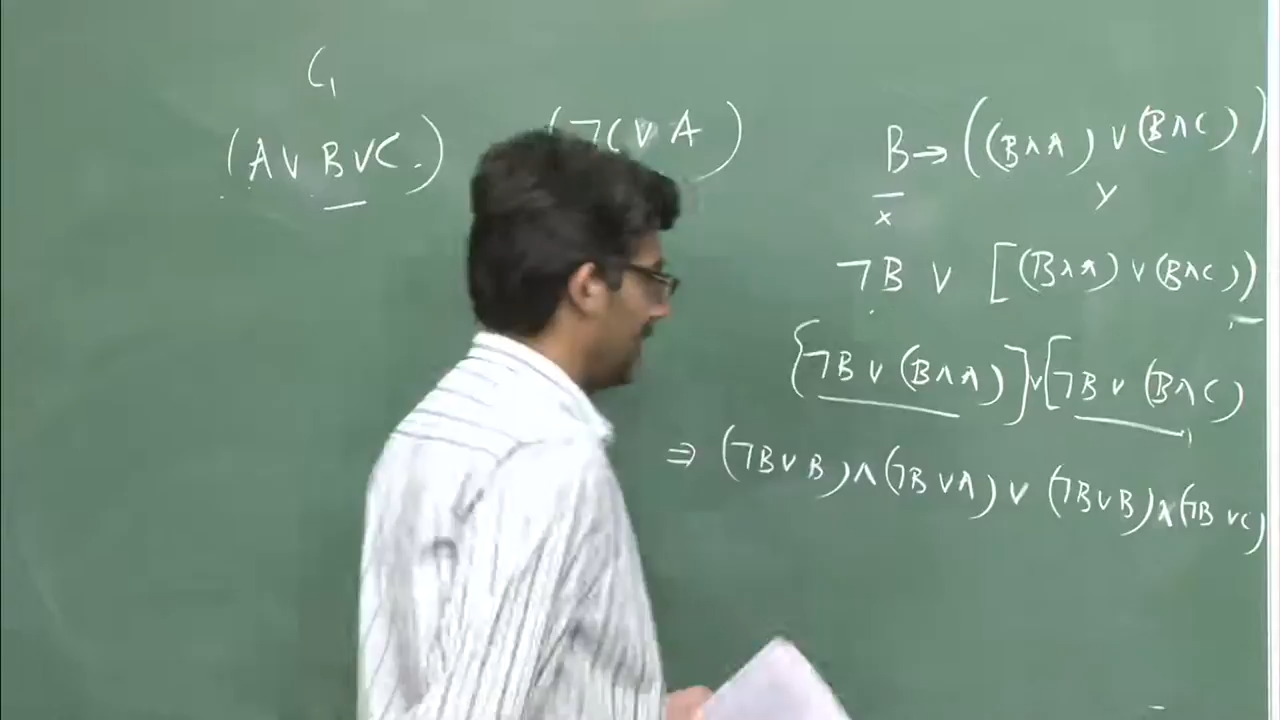 C₁
(A ∨ B ∨ C.) (¬C ∨ A)
B → ((B∧A) ∨ (B∧C))
x y
¬B ∨ [(B∧A) ∨ (B∧C))
{¬B ∨ (B∧A)]∨[¬B ∨ (B∧C)
⇒ (¬B∨B)∧(¬B∨A) ∨ (¬B∨B)∧(¬B∨C)